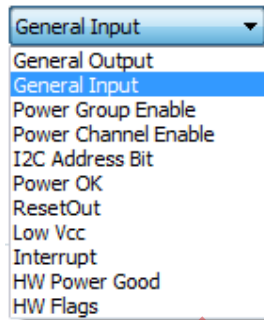 General Input
General Output
General Input
Power Group Enable
Power Channel Enable
I2C Address Bit
Power OK
ResetOut
Low Vcc
Interrupt
HW Power Good
HW Flags